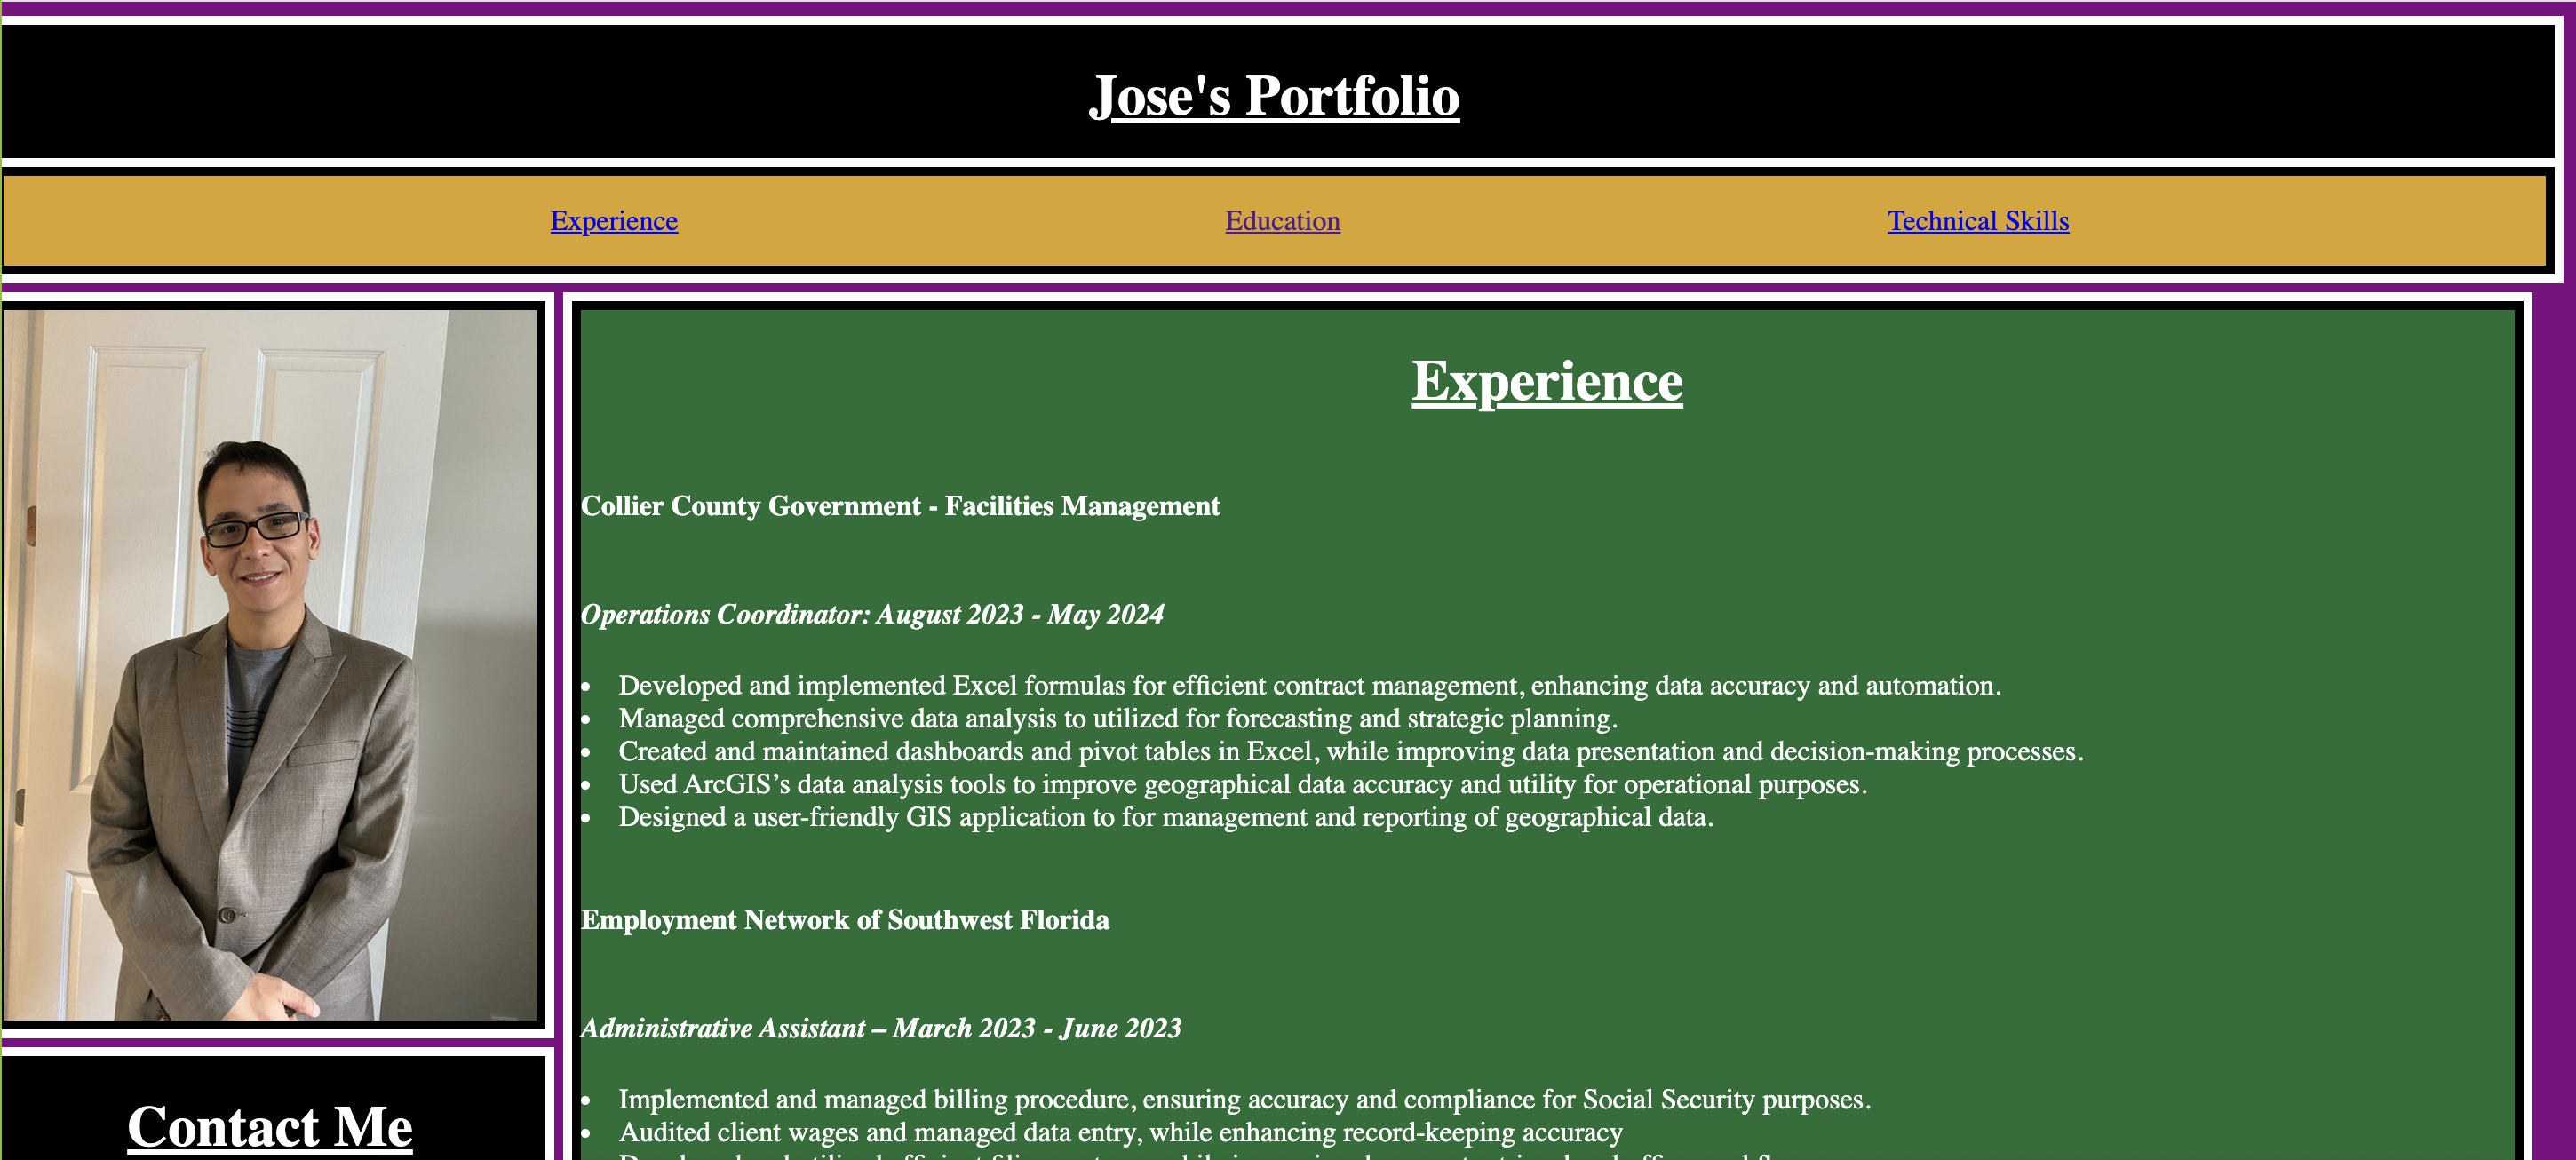 Jose's Portfolio
Experience
Education
Technical Skills
Experience
Collier County Government - Facilities Management
Operations Coordinator: August 2023 - May 2024
• Developed and implemented Excel formulas for efficient contract management, enhancing data accuracy and automation.
• Managed comprehensive data analysis to utilized for forecasting and strategic planning.
• Created and maintained dashboards and pivot tables in Excel, while improving data presentation and decision-making processes.
• Used ArcGIS’s data analysis tools to improve geographical data accuracy and utility for operational purposes.
• Designed a user-friendly GIS application to for management and reporting of geographical data.
Employment Network of Southwest Florida
Administrative Assistant – March 2023 - June 2023
• Implemented and managed billing procedure, ensuring accuracy and compliance for Social Security purposes.
• Audited client wages and managed data entry, while enhancing record-keeping accuracy
Contact Me